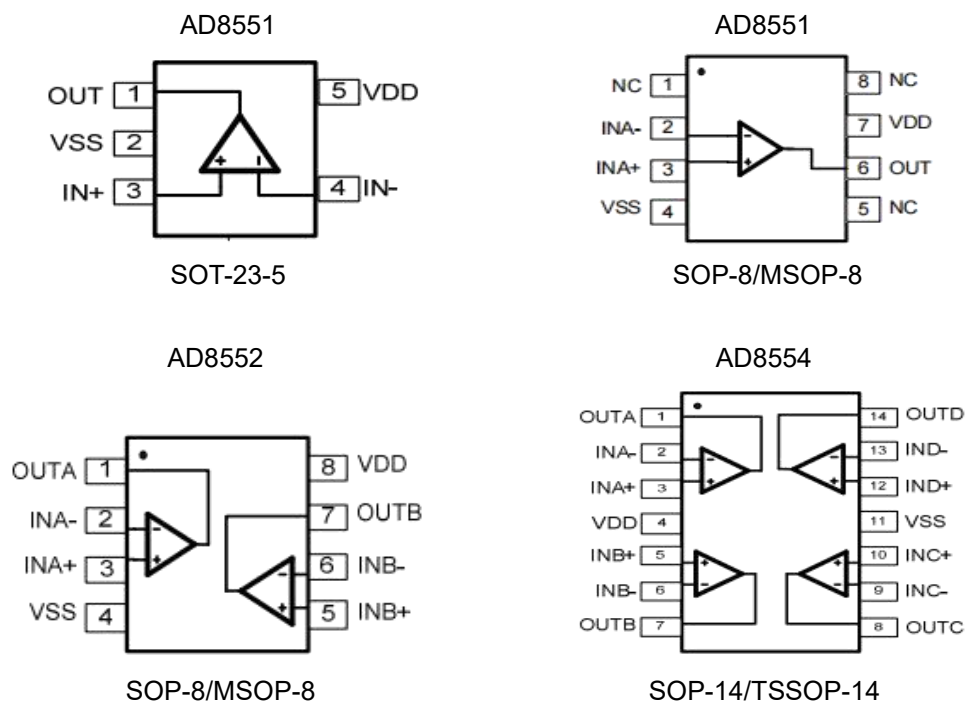 AD8551
OUT 1 5 VDD
VSS 2
IN+ 3 4 IN-
+ -
SOT-23-5
AD8551
NC 1 8 NC
INA- 2 - 7 VDD
INA+ 3 + 6 OUT
VSS 4 5 NC
SOP-8/MSOP-8
AD8552
OUTA 1 8 VDD
INA- 2 - 7 OUTB
INA+ 3 + - 6 INB-
VSS 4 + 5 INB+
SOP-8/MSOP-8
AD8554
OUTA 1 14 OUTD
INA- 2 - - 13 IND-
INA+ 3 + + 12 IND+
VDD 4 11 VSS
INB+ 5 + + 10 INC+
INB- 6 - - 9 INC-
OUTB 7 8 OUTC
SOP-14/TSSOP-14